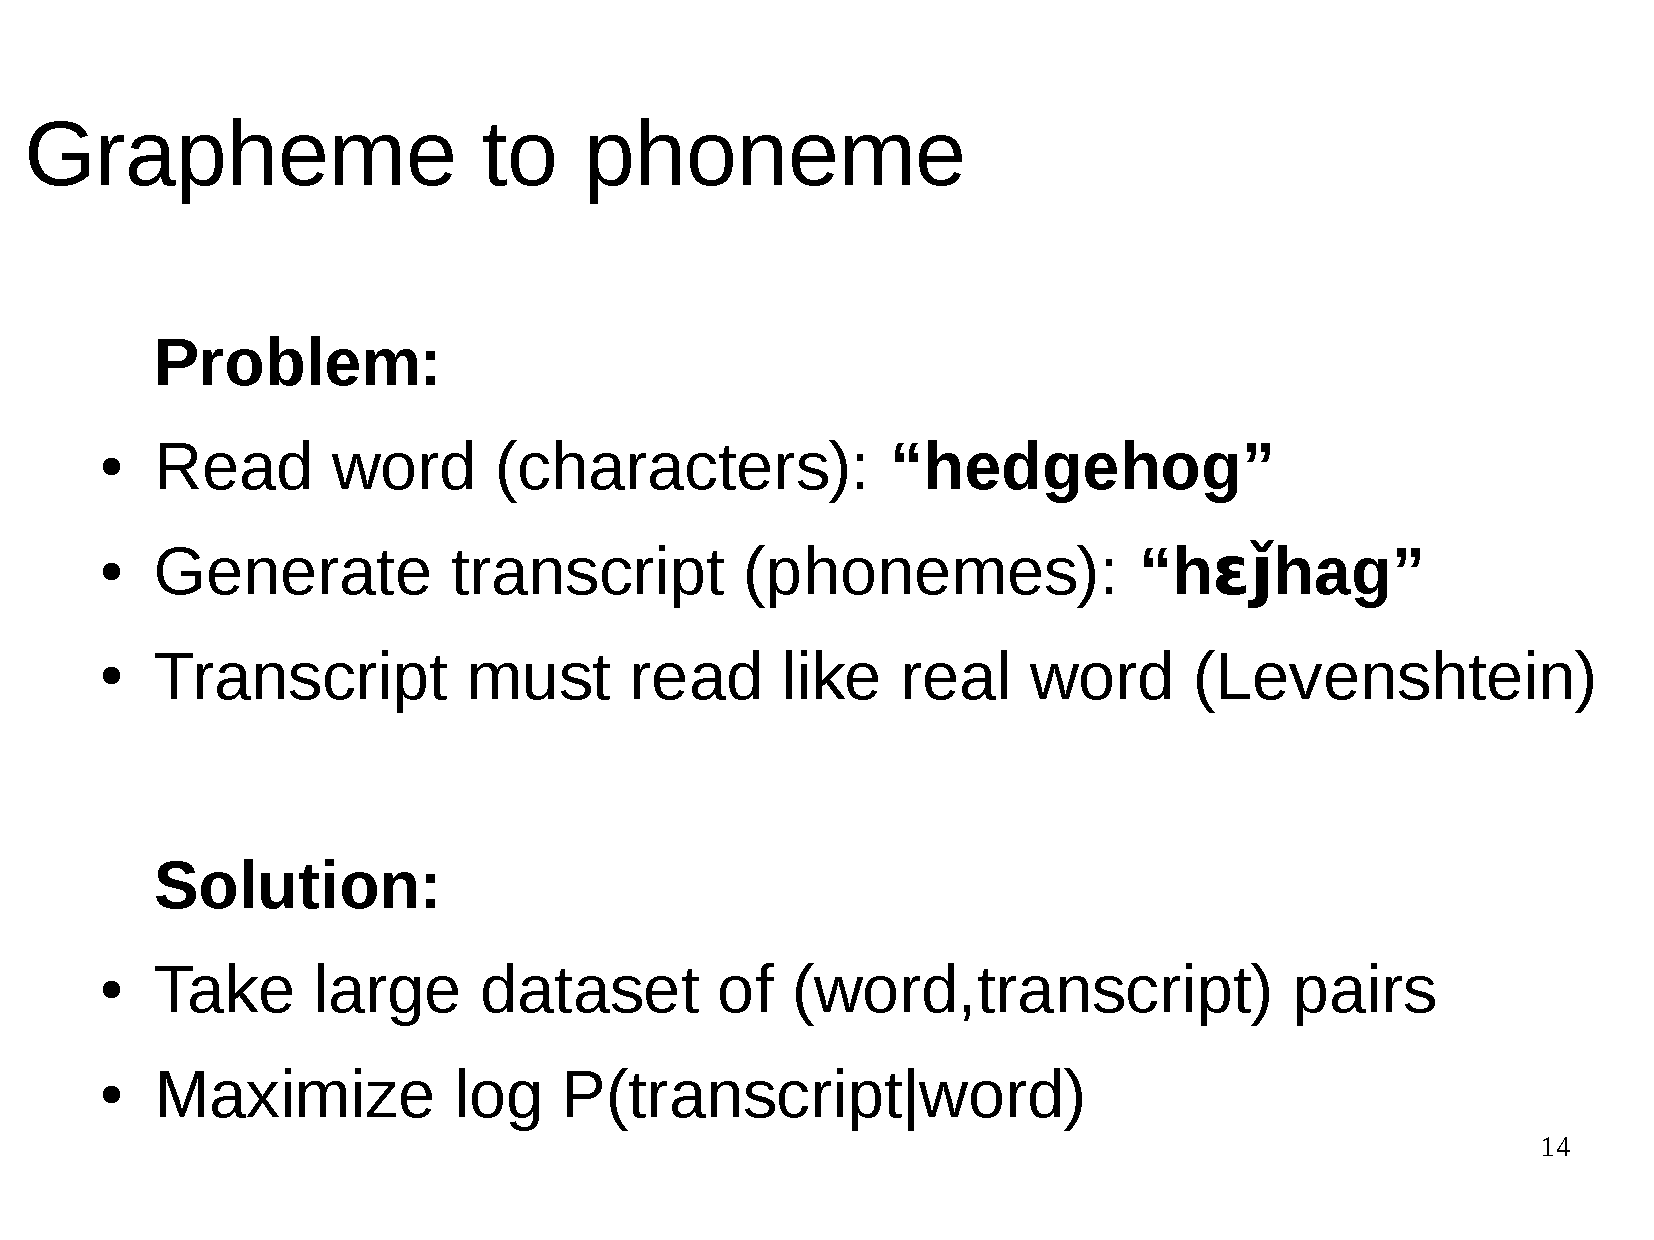 Grapheme to phoneme
Problem:
• Read word (characters): “hedgehog”
• Generate transcript (phonemes): “hɛǰhag”
• Transcript must read like real word (Levenshtein)
Solution:
• Take large dataset of (word,transcript) pairs
• Maximize log P(transcript|word)
14